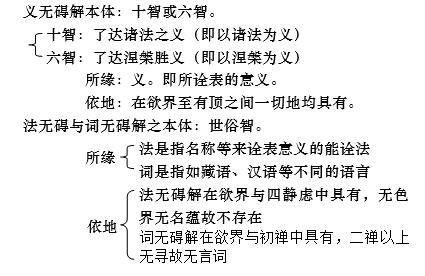 义无碍解本体：十智或六智。
十智：了达诸法之义（即以诸法为义）
六智：了达涅槃胜义（即以涅槃为义）
所缘：义。即所诠表的意义。
依地：在欲界至有顶之间一切地均具有。
法无碍与词无碍解之本体：世俗智。
所缘
法是指名称等来诠表意义的能诠法
词是指如藏语、汉语等不同的语言
依地
法无碍解在欲界与四静虑中具有，无色
界无名蕴故不存在
词无碍解在欲界与初禅中具有，二禅以上
无寻故无言词